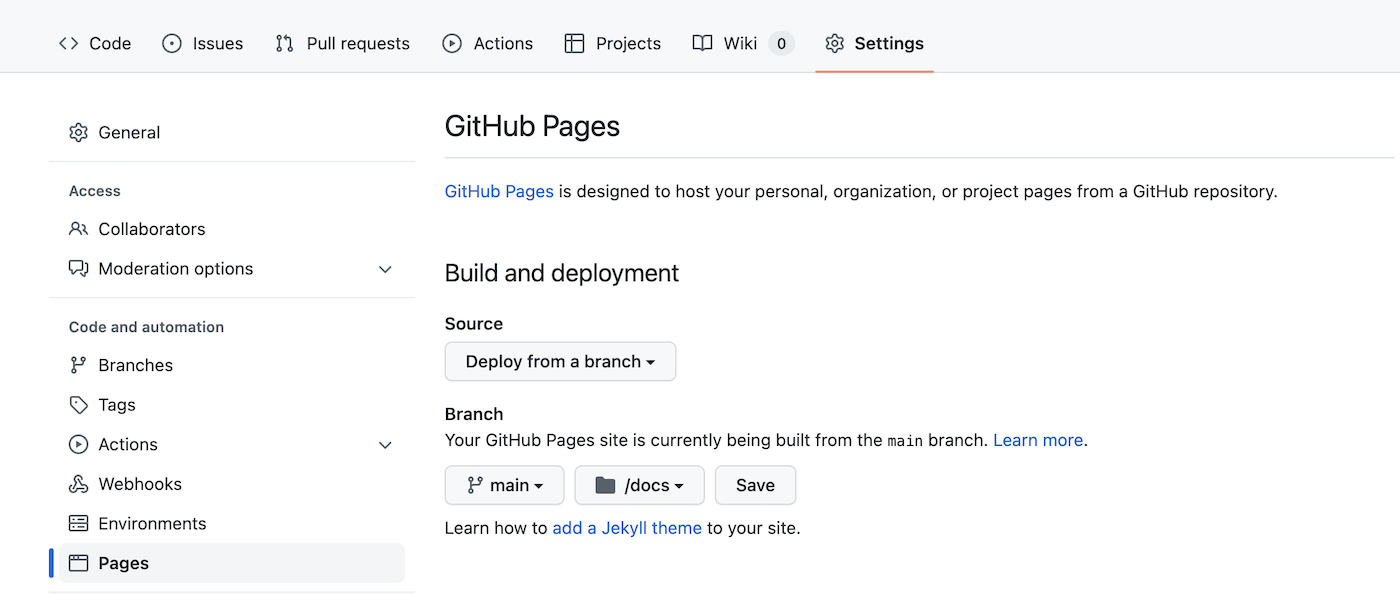 Code Issues Pull requests Actions Projects Wiki 0 Settings
General
Access
Collaborators
Moderation options
Code and automation
Branches
Tags
Actions
Webhooks
Environments
Pages
GitHub Pages
GitHub Pages is designed to host your personal, organization, or project pages from a GitHub repository.
Build and deployment
Source
Deploy from a branch
Branch
Your GitHub Pages site is currently being built from the main branch. Learn more.
main /docs Save
Learn how to add a Jekyll theme to your site.